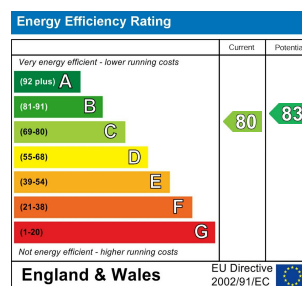 Energy Efficiency Rating
Current Potentia
Very energy efficient - lower running costs
(92 plus) A
(81-91) B
(69-80) C
(55-68) D
(39-54) E
(21-38) F
(1-20) G
80
83
Not energy efficient - higher running costs
England & Wales
EU Directive
2002/91/EC